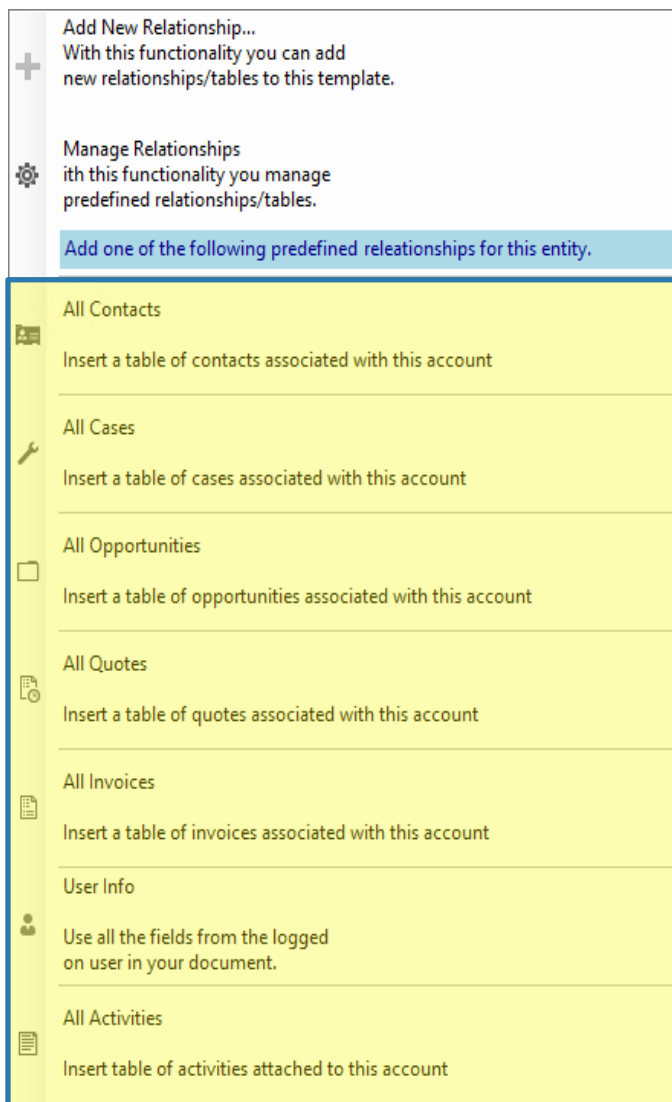 Add New Relationship...
With this functionality you can add
new relationships/tables to this template.
Manage Relationships
ith this functionality you manage
predefined relationships/tables.
Add one of the following predefined releationships for this entity.
All Contacts
Insert a table of contacts associated with this account
All Cases
Insert a table of cases associated with this account
All Opportunities
Insert a table of opportunities associated with this account
All Quotes
Insert a table of quotes associated with this account
All Invoices
Insert a table of invoices associated with this account
User Info
Use all the fields from the logged
on user in your document.
All Activities
Insert table of activities attached to this account